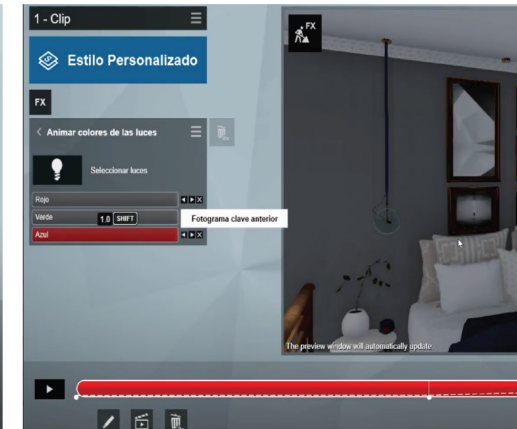 1 - Clip
Estilo Personalizado
FX
Animar colores de las luces
Seleccionar luces
Rojo
Verde
1.0 SHIFT
Fotograma clave anterior
Azul
FX
The preview window will automatically update